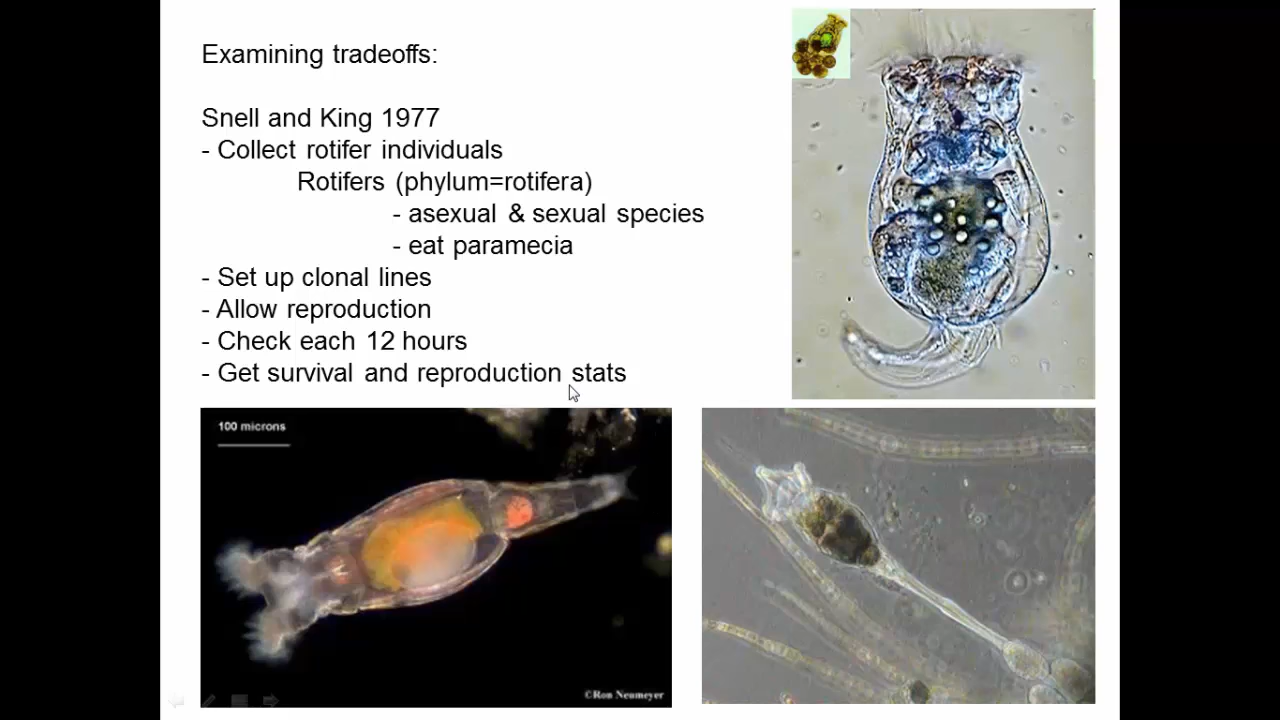 Examining tradeoffs:
Snell and King 1977
- Collect rotifer individuals
Rotifers (phylum=rotifera)
- asexual & sexual species
- eat paramecia
- Set up clonal lines
- Allow reproduction
- Check each 12 hours
- Get survival and reproduction stats
100 microns
©Ron Neumeyer